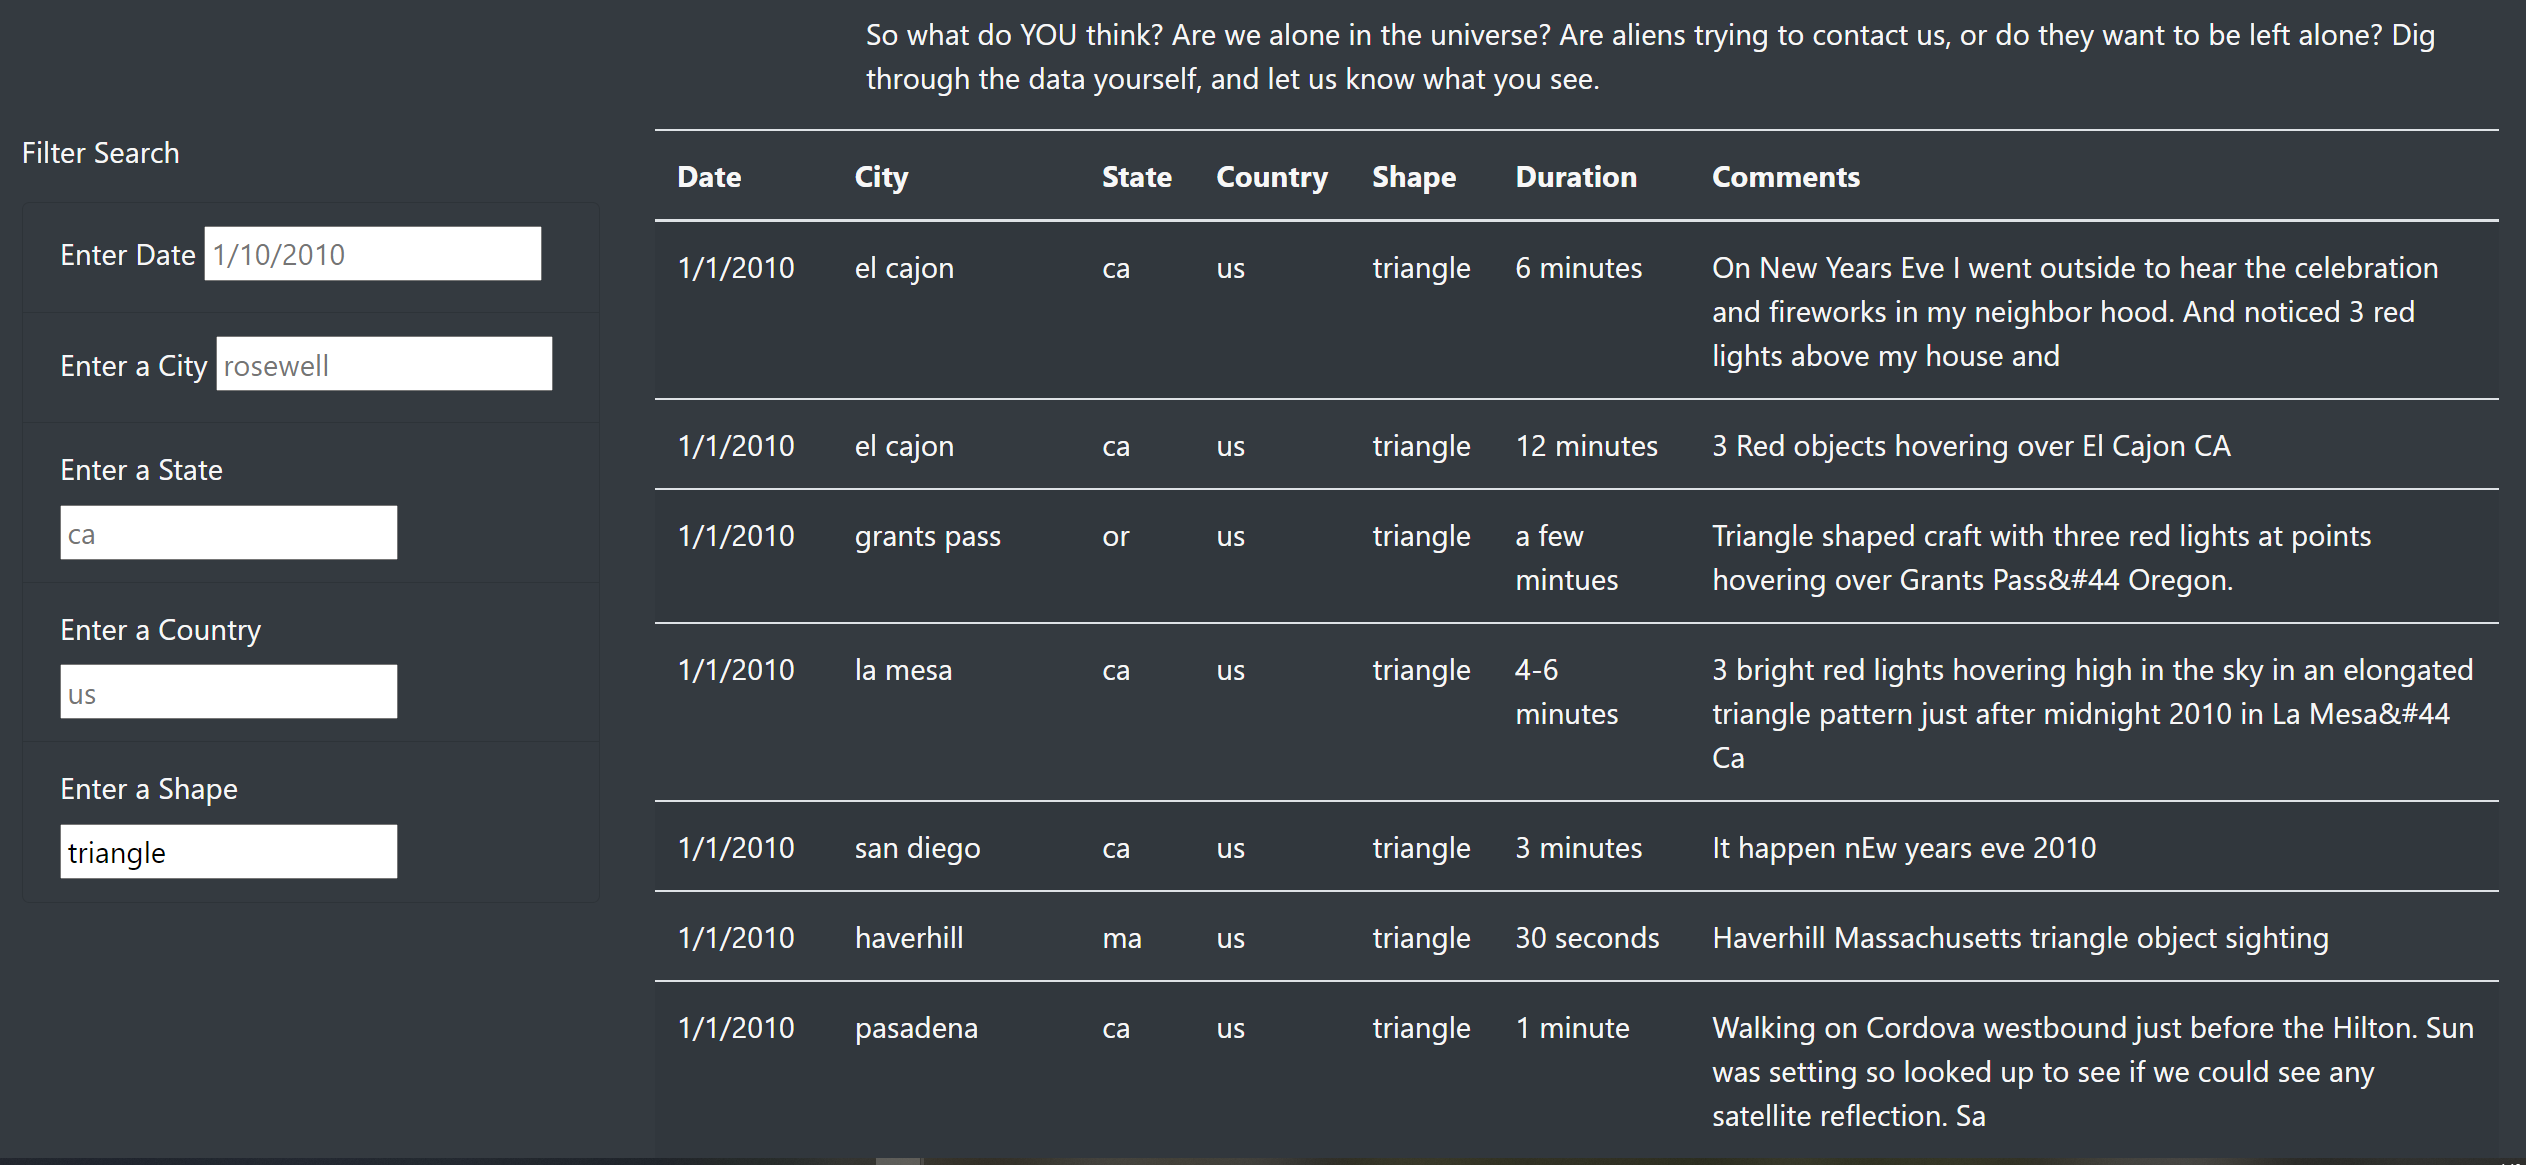 So what do YOU think? Are we alone in the universe? Are aliens trying to contact us, or do they want to be left alone? Dig
through the data yourself, and let us know what you see.
Filter Search
Enter Date 1/10/2010
Enter a City rosewell
Enter a State
ca
Enter a Country
us
Enter a Shape
triangle
Date City State Country Shape Duration Comments
1/1/2010 el cajon ca us triangle 6 minutes On New Years Eve I went outside to hear the celebration
and fireworks in my neighbor hood. And noticed 3 red
lights above my house and
1/1/2010 el cajon ca us triangle 12 minutes 3 Red objects hovering over El Cajon CA
1/1/2010 grants pass or us triangle a few Triangle shaped craft with three red lights at points
mintues hovering over Grants Pass&#44 Oregon.
1/1/2010 la mesa ca us triangle 4-6 3 bright red lights hovering high in the sky in an elongated
minutes triangle pattern just after midnight 2010 in La Mesa&#44
Ca
1/1/2010 san diego ca us triangle 3 minutes It happen nEw years eve 2010
1/1/2010 haverhill ma us triangle 30 seconds Haverhill Massachusetts triangle object sighting
1/1/2010 pasadena ca us triangle 1 minute Walking on Cordova westbound just before the Hilton. Sun
was setting so looked up to see if we could see any
satellite reflection. Sa